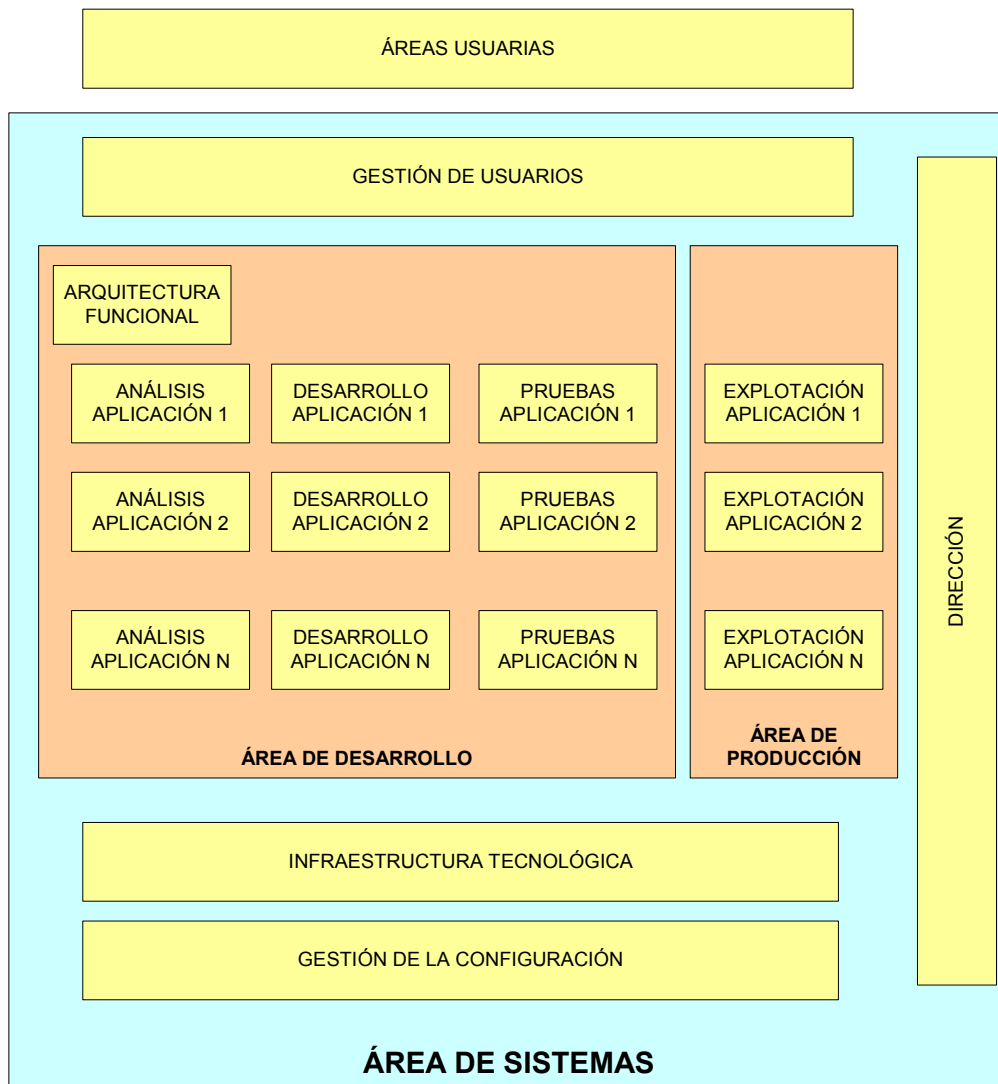 ÁREAS USUARIAS
GESTIÓN DE USUARIOS
ARQUITECTURA
FUNCIONAL
ANÁLISIS
APLICACIÓN 1
DESARROLLO
APLICACIÓN 1
PRUEBAS
APLICACIÓN 1
EXPLOTACIÓN
APLICACIÓN 1
ANÁLISIS
APLICACIÓN 2
DESARROLLO
APLICACIÓN 2
PRUEBAS
APLICACIÓN 2
EXPLOTACIÓN
APLICACIÓN 2
ANÁLISIS
APLICACIÓN N
DESARROLLO
APLICACIÓN N
PRUEBAS
APLICACIÓN N
EXPLOTACIÓN
APLICACIÓN N
ÁREA DE DESARROLLO
ÁREA DE
PRODUCCIÓN
DIRECCIÓN
INFRAESTRUCTURA TECNOLÓGICA
GESTIÓN DE LA CONFIGURACIÓN
ÁREA DE SISTEMAS